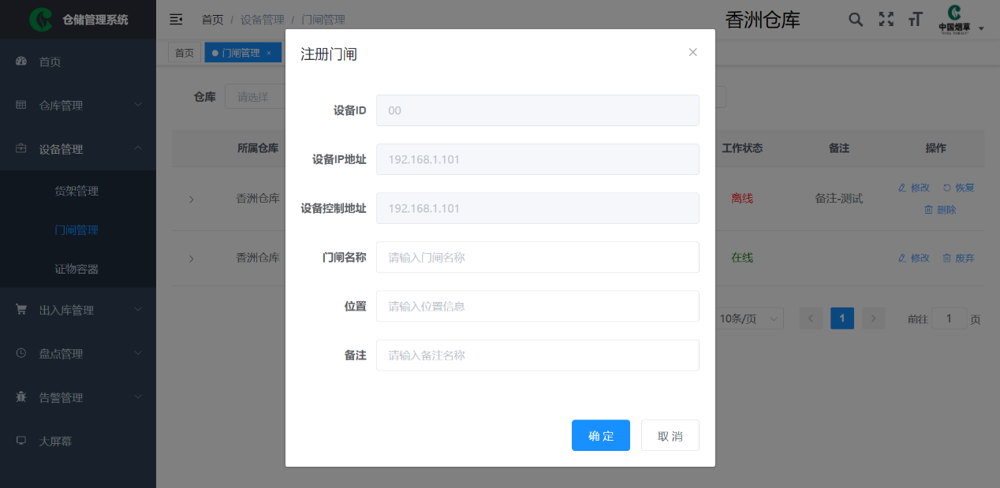 仓储管理系统
首页 / 设备管理 / 门闸管理
香洲仓库
中国烟草
首页
门闸管理 ×
首页
仓库管理
设备管理
货架管理
门闸管理
证物容器
出入库管理
盘点管理
告警管理
大屏幕
仓库 请选择
所属仓库 工作状态 备注 操作
香洲仓库 离线 备注-测试 修改 恢复
删除
香洲仓库 在线 修改 废弃
10条/页 1 前往 1 页
注册门闸
设备ID 00
设备IP地址 192.168.1.101
设备控制地址 192.168.1.101
门闸名称 请输入门闸名称
位置 请输入位置信息
备注 请输入备注名称
确 定 取 消